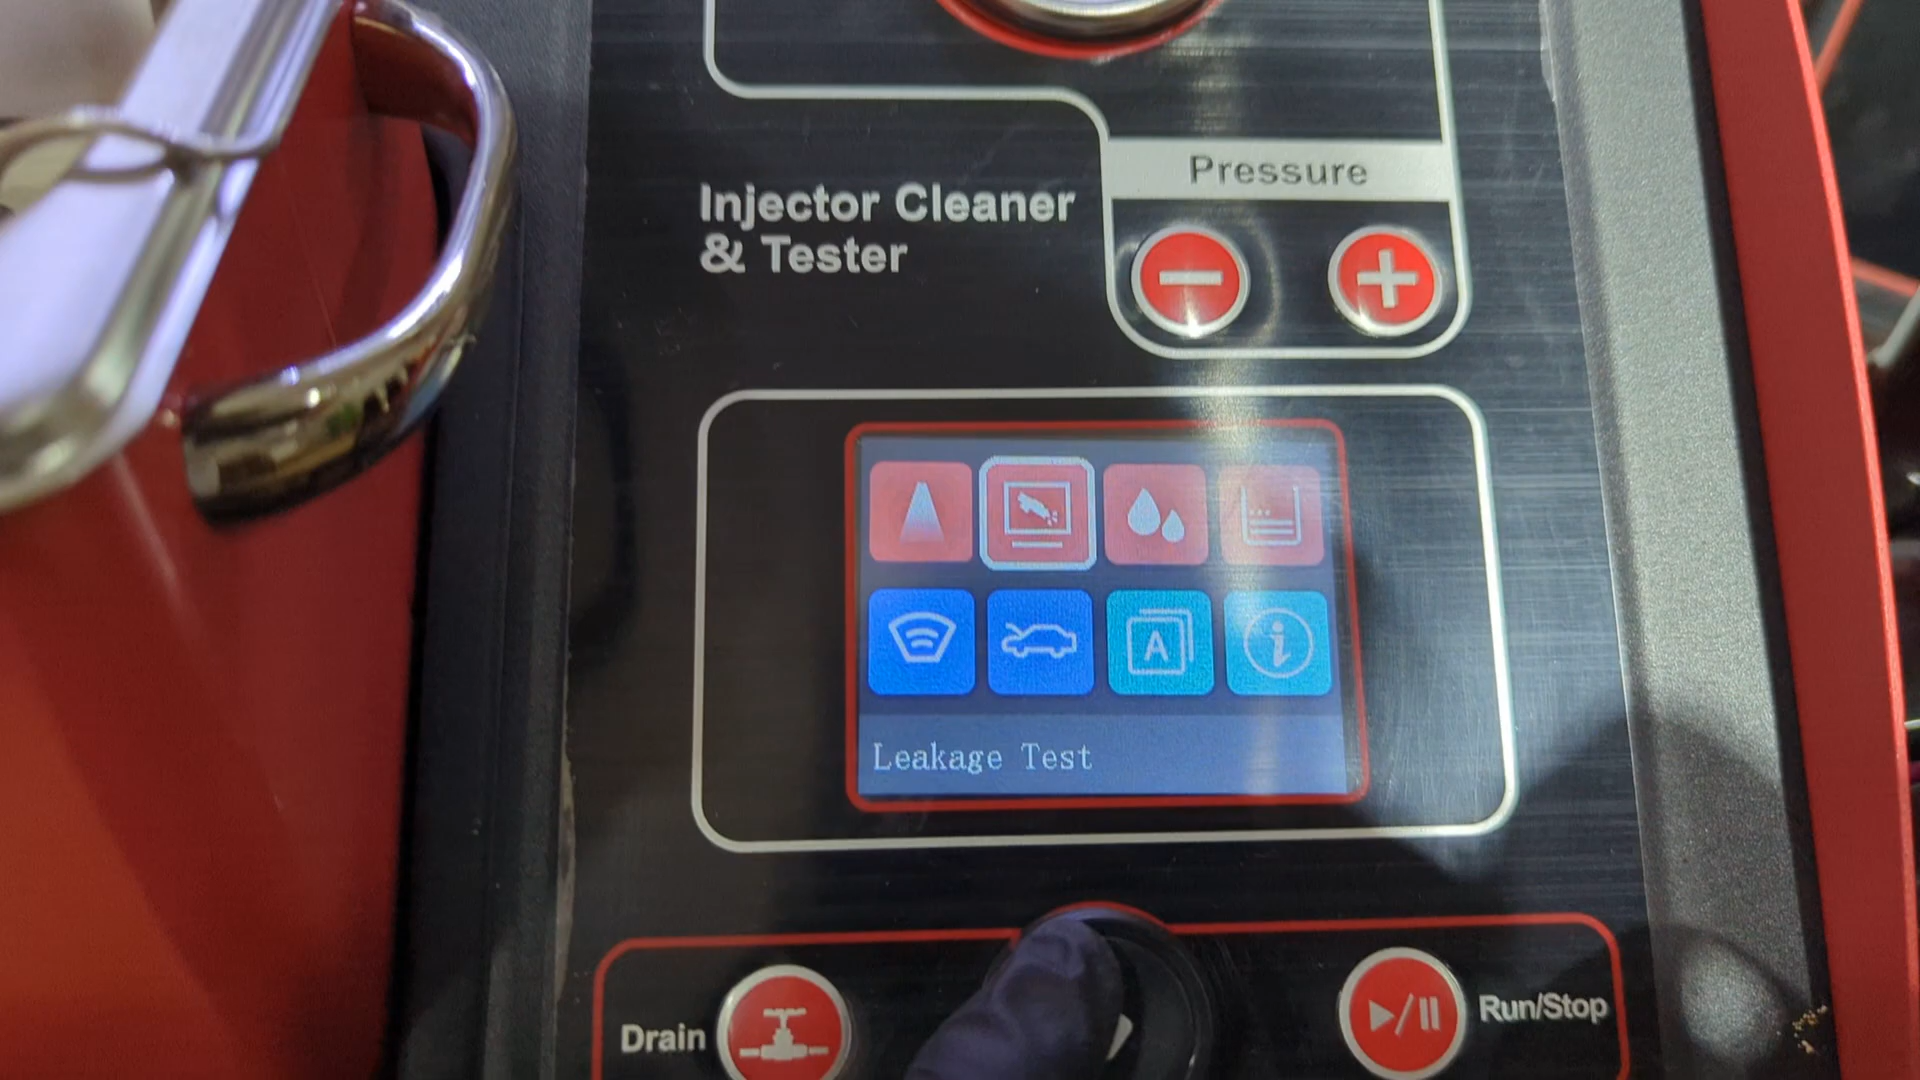 Pressure
Injector Cleaner
& Tester
A
i
Leakage Test
Drain
Run/Stop